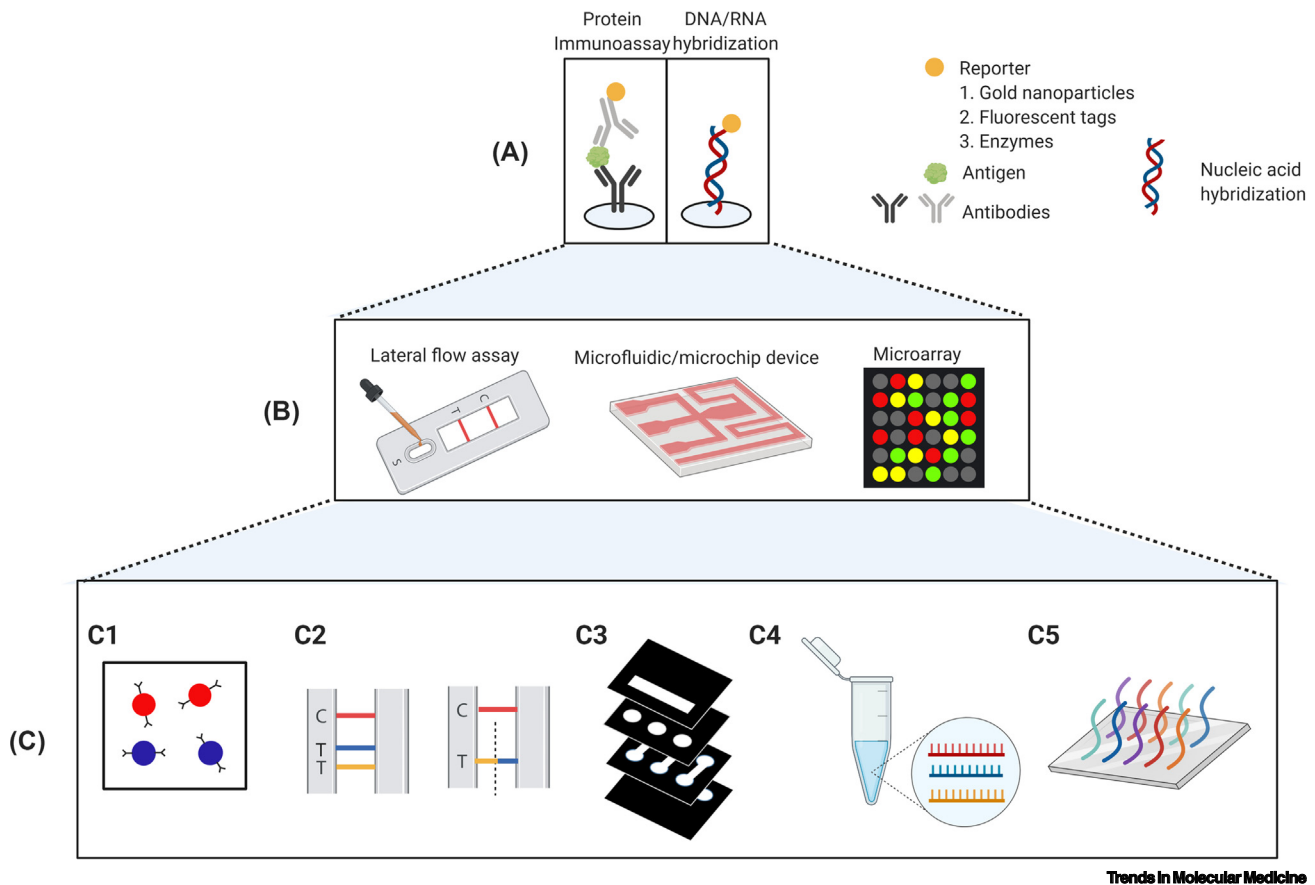 Protein
Immunoassay
DNA/RNA
hybridization
Reporter
1. Gold nanoparticles
2. Fluorescent tags
3. Enzymes
Antigen
Antibodies
Nucleic acid
hybridization
(A)
Lateral flow assay
Microfluidic/microchip device
Microarray
(B)
C
T
S
C1
C2
C3
C4
C5
(C)
C
T
T
C
T
Trends in Molecular Medicine